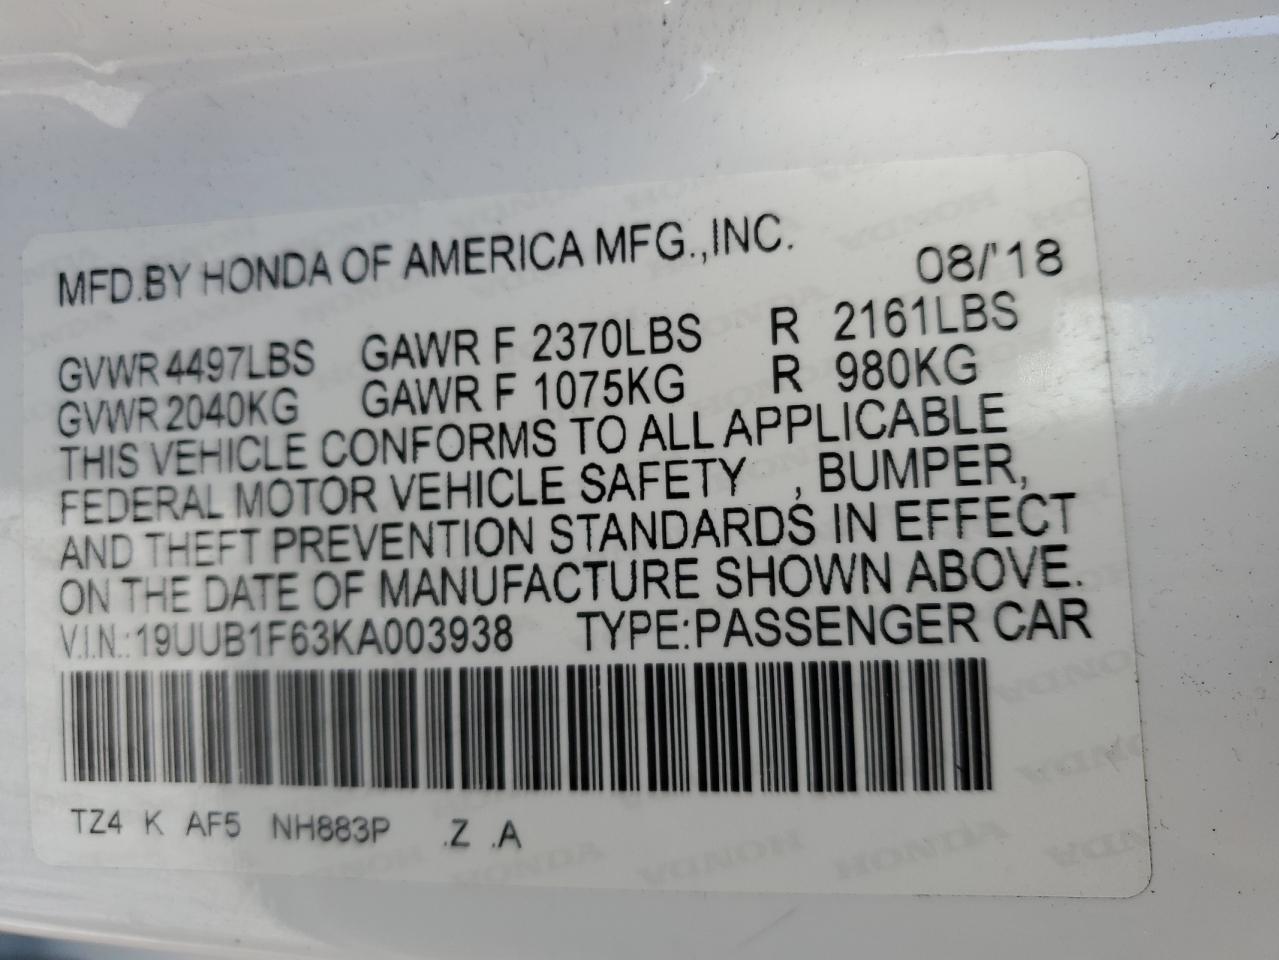 MFD.BY HONDA OF AMERICA MFG.,INC. 08/'18
GVWR 4497LBS GAWR F 2370LBS R 2161LBS
GVWR 2040KG GAWR F 1075KG R 980KG
THIS VEHICLE CONFORMS TO ALL APPLICABLE
FEDERAL MOTOR VEHICLE SAFETY , BUMPER,
AND THEFT PREVENTION STANDARDS IN EFFECT
ON THE DATE OF MANUFACTURE SHOWN ABOVE.
V.I.N.:19UUB1F63KA003938 TYPE:PASSENGER CAR
TZ4 K AF5 NH883P .Z .A